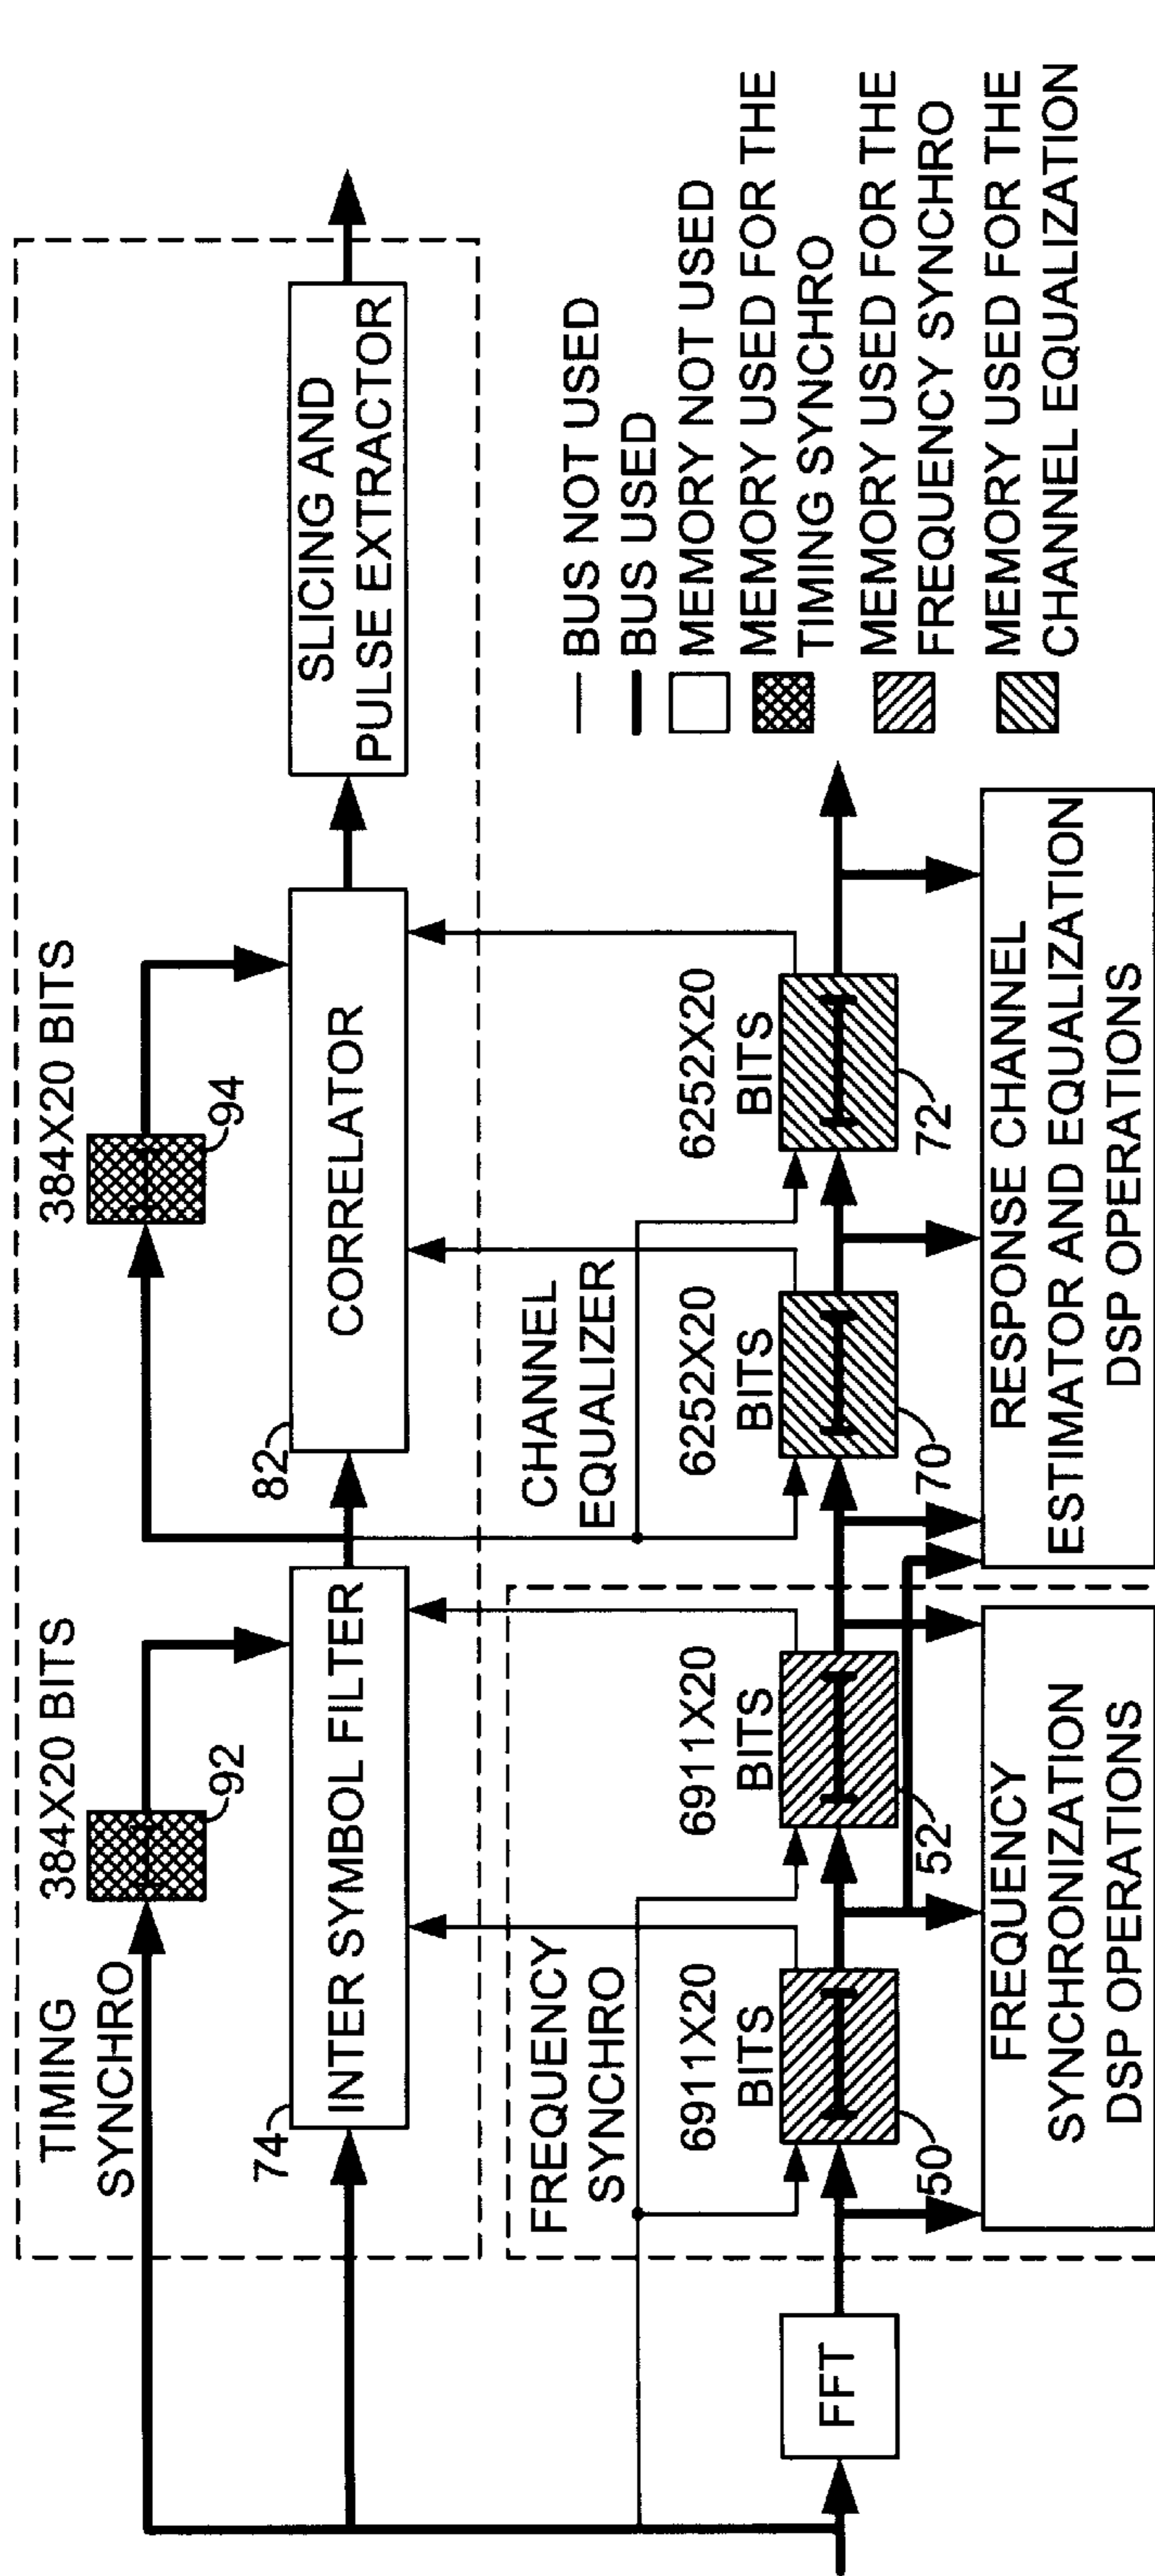 TIMING
SYNCHRO
384X20 BITS
92
384X20 BITS
94
74
INTER SYMBOL FILTER
82
CORRELATOR
SLICING AND
PULSE EXTRACTOR
FREQUENCY
SYNCHRO
CHANNEL
EQUALIZER
6911X20
BITS
50
6911X20
BITS
52
6252X20
BITS
70
6252X20
BITS
72
FFT
FREQUENCY
SYNCHRONIZATION
DSP OPERATIONS
RESPONSE CHANNEL
ESTIMATOR AND EQUALIZATION
DSP OPERATIONS
BUS NOT USED
BUS USED
MEMORY NOT USED
MEMORY USED FOR THE
TIMING SYNCHRO
MEMORY USED FOR THE
FREQUENCY SYNCHRO
MEMORY USED FOR THE
CHANNEL EQUALIZATION